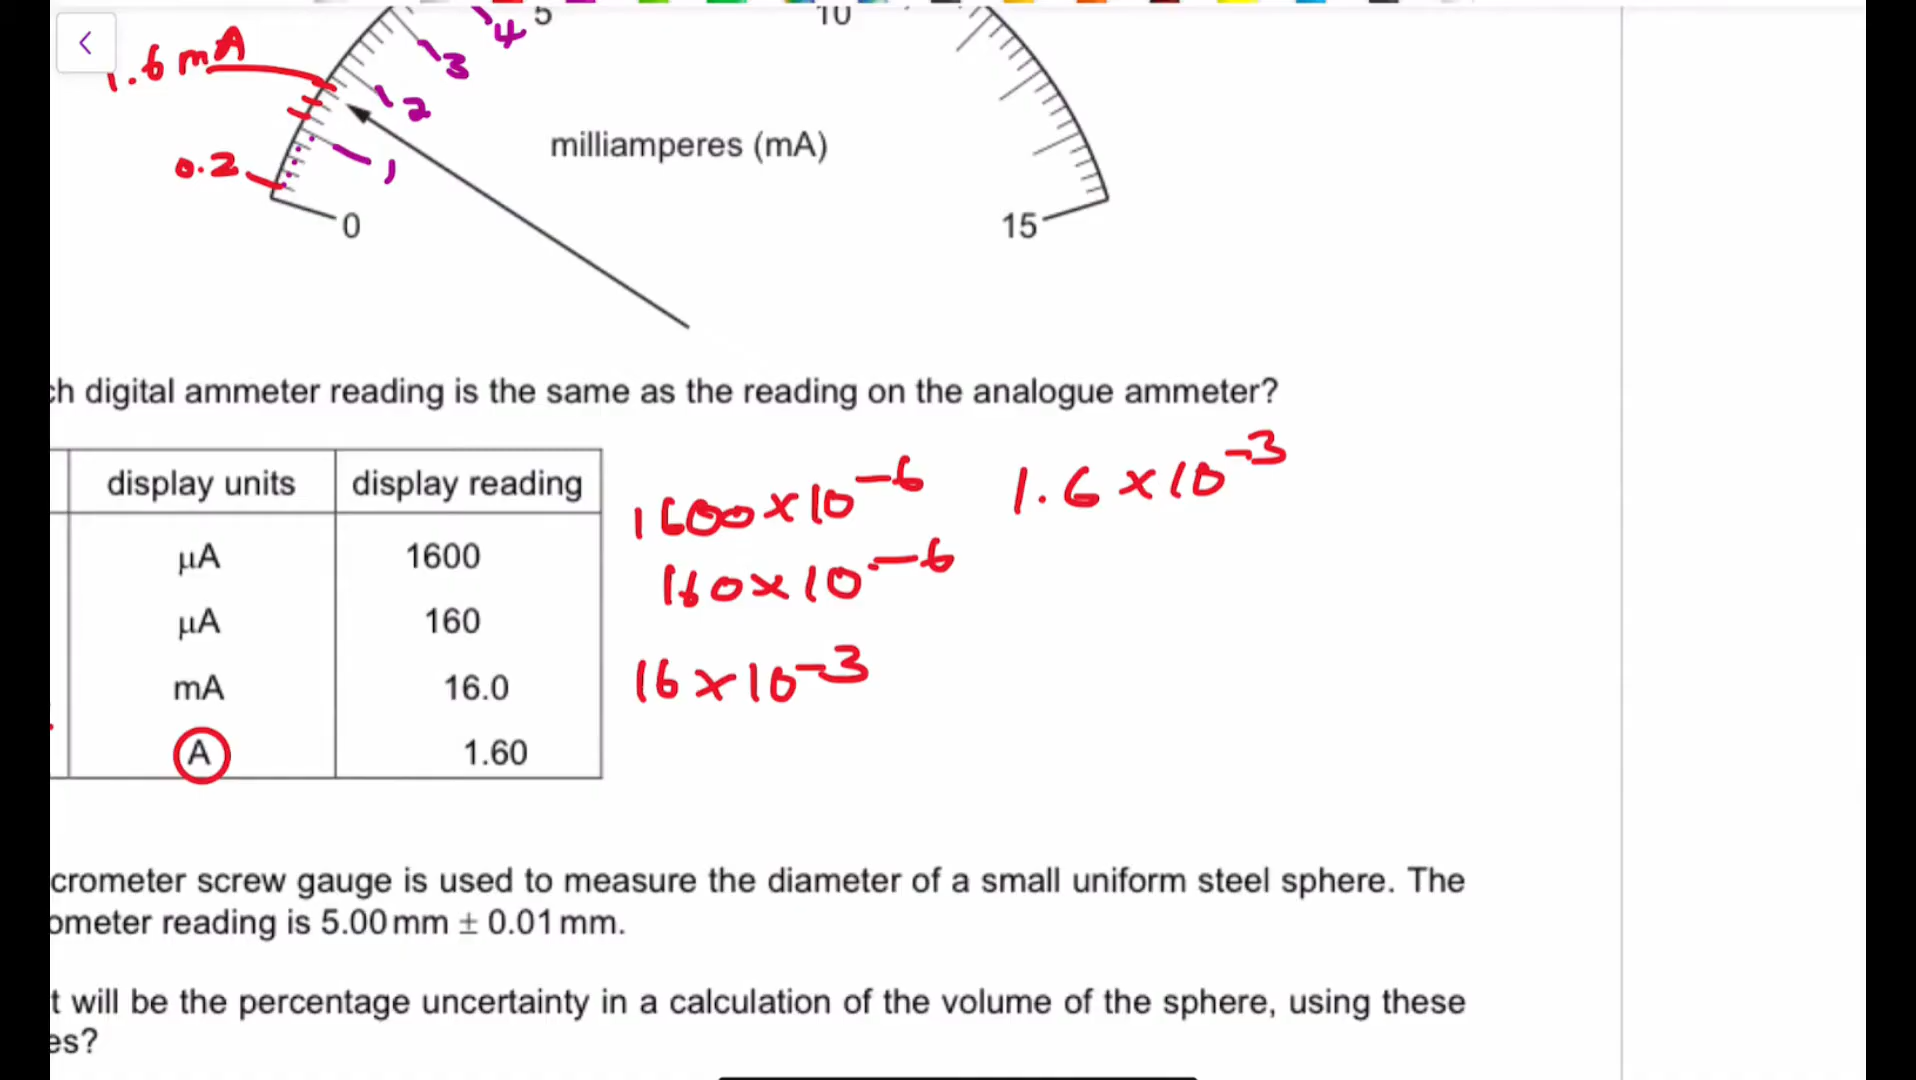 5
10
4
1.6 mA
3
2
milliamperes (mA)
0.2
1
0
15
ch digital ammeter reading is the same as the reading on the analogue ammeter?
display units display reading
1600 × 10⁻⁶ 1.6 × 10⁻³
μA 1600
160 × 10⁻⁶
μA 160
mA 16.0 16 × 10⁻³
A 1.60
crometer screw gauge is used to measure the diameter of a small uniform steel sphere. The
ometer reading is 5.00 mm ± 0.01 mm.
t will be the percentage uncertainty in a calculation of the volume of the sphere, using these
es?